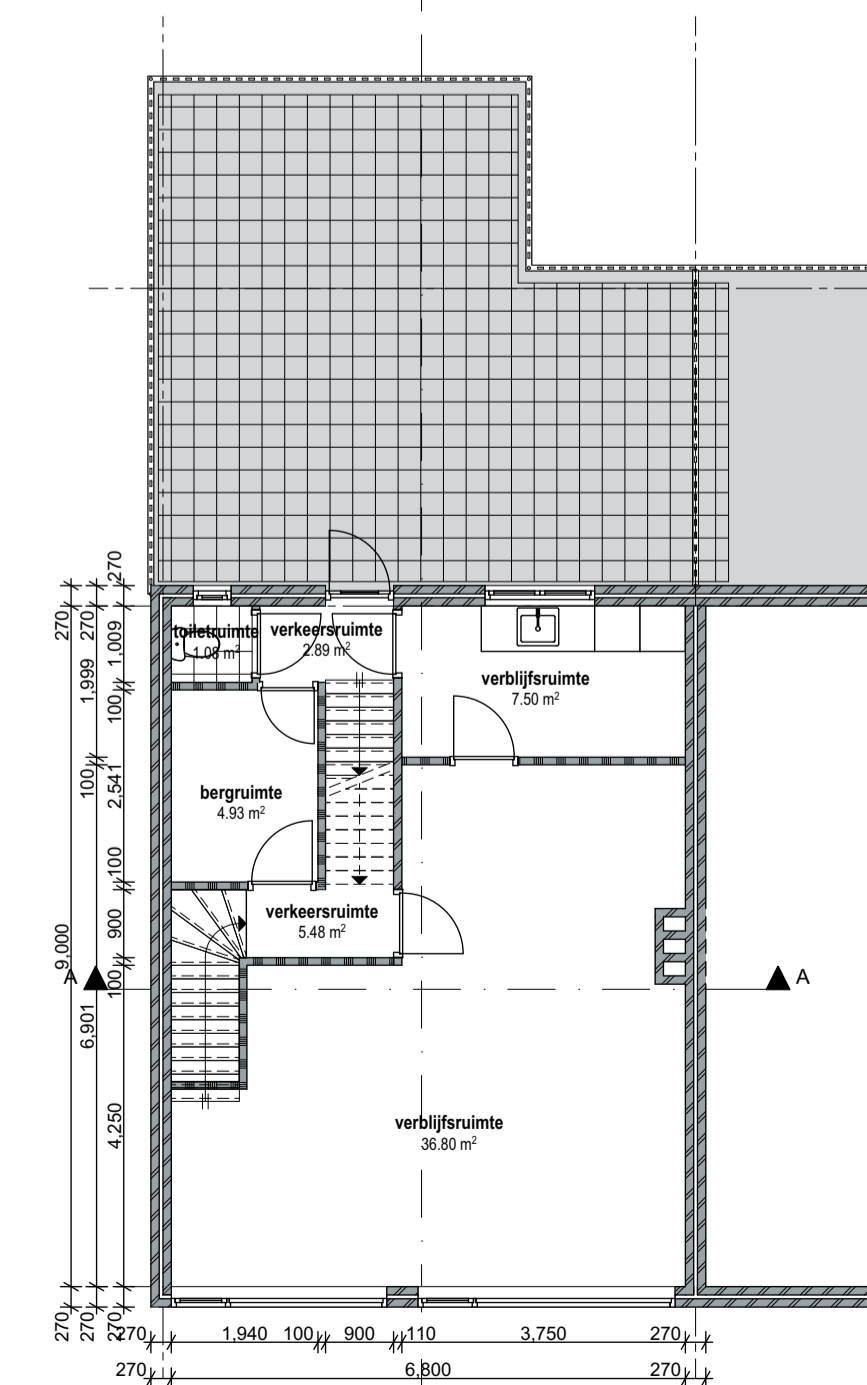 270
270
270
toiletruimte
1.08 m²
verkeersruimte
2.89 m²
1,009
1,999
verblijfsruimte
7.50 m²
100
100
2,541
bergruimte
4.93 m²
100
verkeersruimte
5.48 m²
900
9,000
A
100
A
6,901
verblijfsruimte
36.80 m²
4,250
270
270
270
270
1,940
100
900
110
3,750
270
270
6,800
270